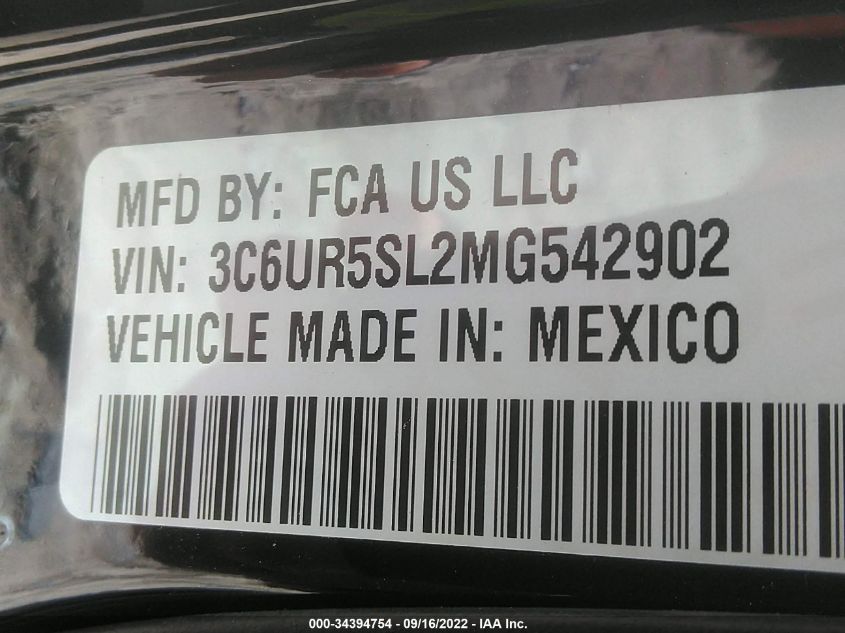 MFD BY: FCA US LLC
VIN: 3C6UR5SL2MG542902
VEHICLE MADE IN: MEXICO
000-34394754 - 09/16/2022 - IAA Inc.